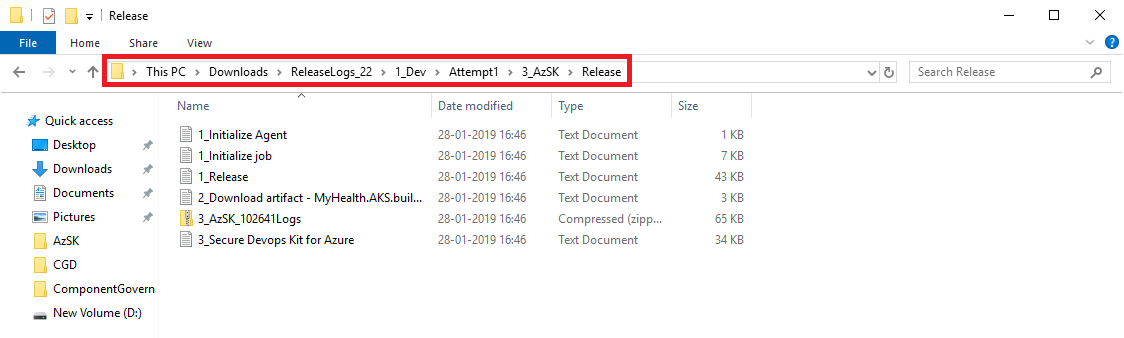 Release
File Home Share View
This PC Downloads ReleaseLogs_22 1_Dev Attempt1 3_AzSK Release Search Release
Name Date modified Type Size
Quick access
Desktop
Downloads
Documents
Pictures
AzSK
CGD
ComponentGoverna
New Volume (D:)
1_Initialize Agent 28-01-2019 16:46 Text Document 1 KB
1_Initialize job 28-01-2019 16:46 Text Document 7 KB
1_Release 28-01-2019 16:46 Text Document 43 KB
2_Download artifact - MyHealth.AKS.buil... 28-01-2019 16:46 Text Document 3 KB
3_AzSK_102641Logs 28-01-2019 16:46 Compressed (zipp... 65 KB
3_Secure Devops Kit for Azure 28-01-2019 16:46 Text Document 34 KB